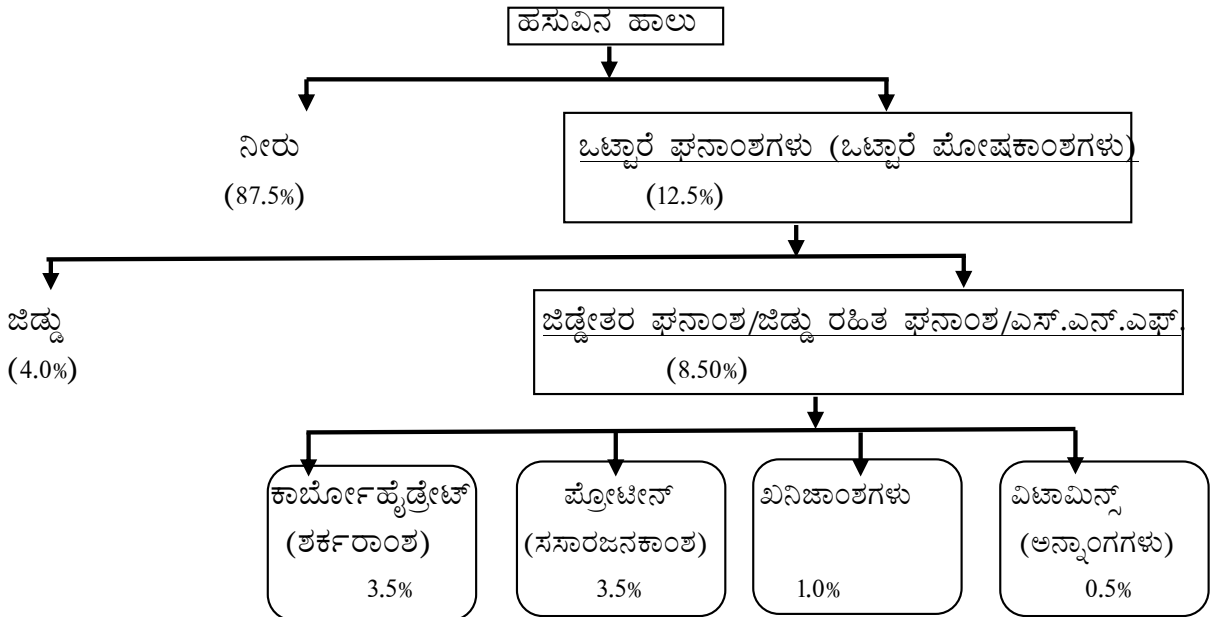 ಹಸುವಿನ ಹಾಲು
ನೀರು
(87.5%)
ಒಟ್ಟಾರೆ ಘನಾಂಶಗಳು (ಒಟ್ಟಾರೆ ಪೋಷಕಾಂಶಗಳು)
(12.5%)
ಜಿಡ್ಡು
(4.0%)
ಜಿಡ್ಡೇತರ ಘನಾಂಶ/ಜಿಡ್ಡು ರಹಿತ ಘನಾಂಶ/ಎಸ್.ಎನ್.ಎಫ್.
(8.50%)
ಕಾರ್ಬೋಹೈಡ್ರೇಟ್
(ಶರ್ಕರಾಂಶ)
3.5%
ಪ್ರೋಟೀನ್
(ಸಸಾರಜನಕಾಂಶ)
3.5%
ಖನಿಜಾಂಶಗಳು
1.0%
ವಿಟಾಮಿನ್ಸ್
(ಅನ್ನಾಂಗಗಳು)
0.5%